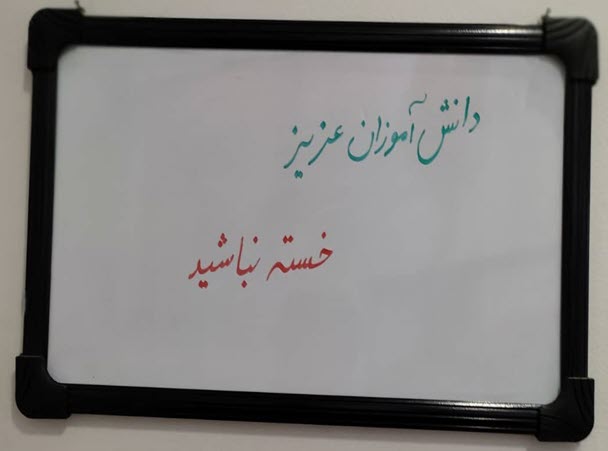 دانش آموزان عزیز
خسته نباشید